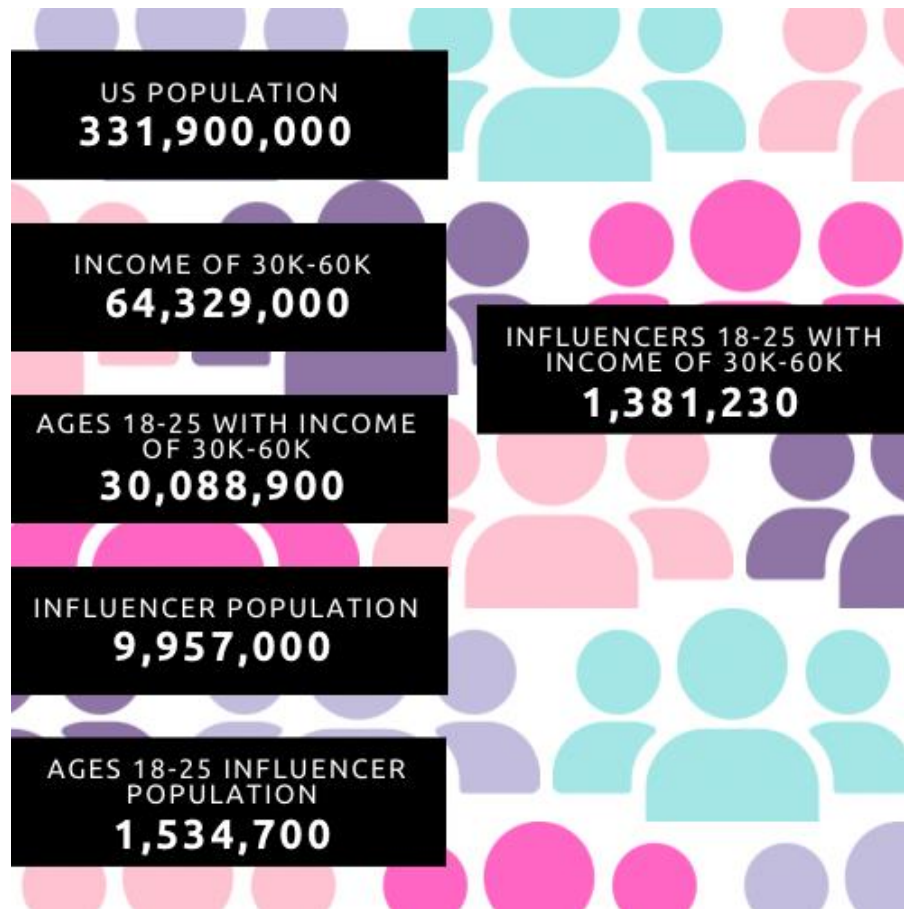 US POPULATION
331,900,000
INCOME OF 30K-60K
64,329,000
AGES 18-25 WITH INCOME
OF 30K-60K
30,088,900
INFLUENCER POPULATION
9,957,000
AGES 18-25 INFLUENCER
POPULATION
1,534,700
INFLUENCERS 18-25 WITH
INCOME OF 30K-60K
1,381,230